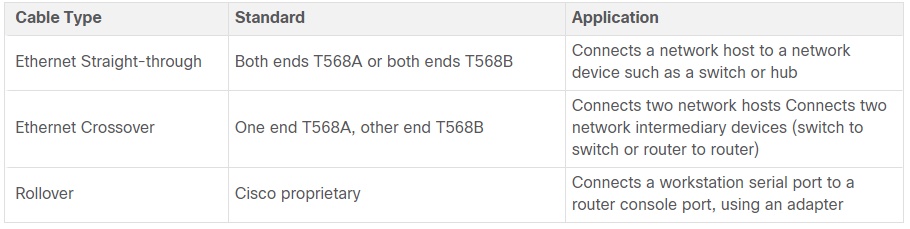 Cable Type Standard Application
Ethernet Straight-through Both ends T568A or both ends T568B Connects a network host to a network
device such as a switch or hub
Ethernet Crossover One end T568A, other end T568B Connects two network hosts Connects two
network intermediary devices (switch to
switch or router to router)
Rollover Cisco proprietary Connects a workstation serial port to a
router console port, using an adapter